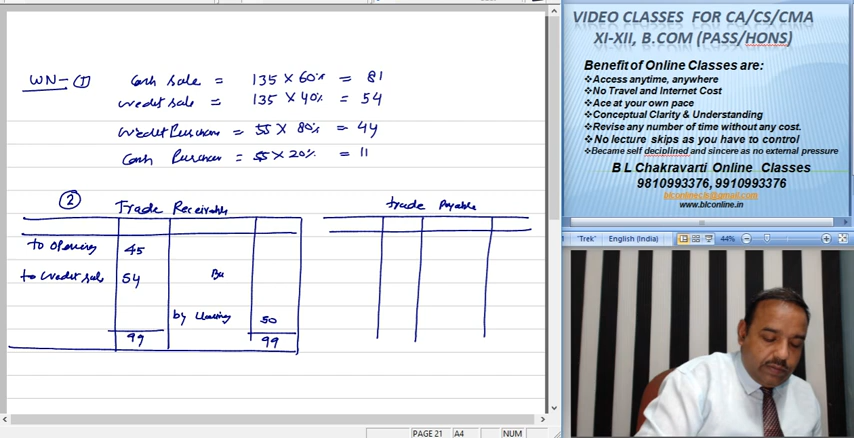 WN-①
Cash sale = 135 × 60% = 81
Credit sale = 135 × 40% = 54
Credit Purchase = 55 × 80% = 44
Cash Purchase = 55 × 20% = 11
②
Trade Receivable
To opening 45
To Credit sale 54
by Closing 50
99 99
trade Payable
PAGE 21 A4 NUM
VIDEO CLASSES FOR CA/CS/CMA
XI-XII, B.COM (PASS/HONS)
Benefit of Online Classes are:
❖Access anytime, anywhere
❖No Travel and Internet Cost
❖Ace at your own pace
❖Conceptual Clarity & Understanding
❖Revise any number of time without any cost.
❖No lecture skips as you have to control
❖Became self deciplined and sincere as no external pressure
B L Chakravarti Online Classes
9810993376, 9910993376
www.blconline.in
"Trek" English (India) 44%